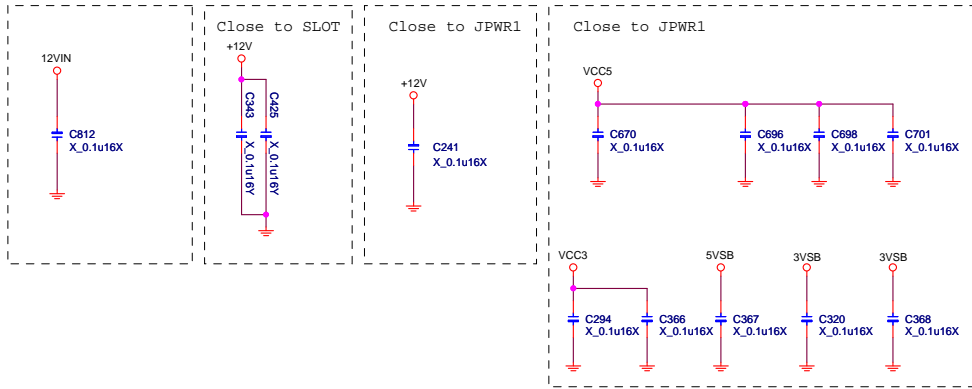 12VIN
C812
X_0.1u16X
Close to SLOT
+12V
C343
X_0.1u16Y
C425
X_0.1u16Y
Close to JPWR1
+12V
C241
X_0.1u16X
Close to JPWR1
VCC5
C670
X_0.1u16X
C696
X_0.1u16X
C698
X_0.1u16X
C701
X_0.1u16X
VCC3
C294
X_0.1u16X
C366
X_0.1u16X
5VSB
C367
X_0.1u16X
3VSB
C320
X_0.1u16X
3VSB
C368
X_0.1u16X